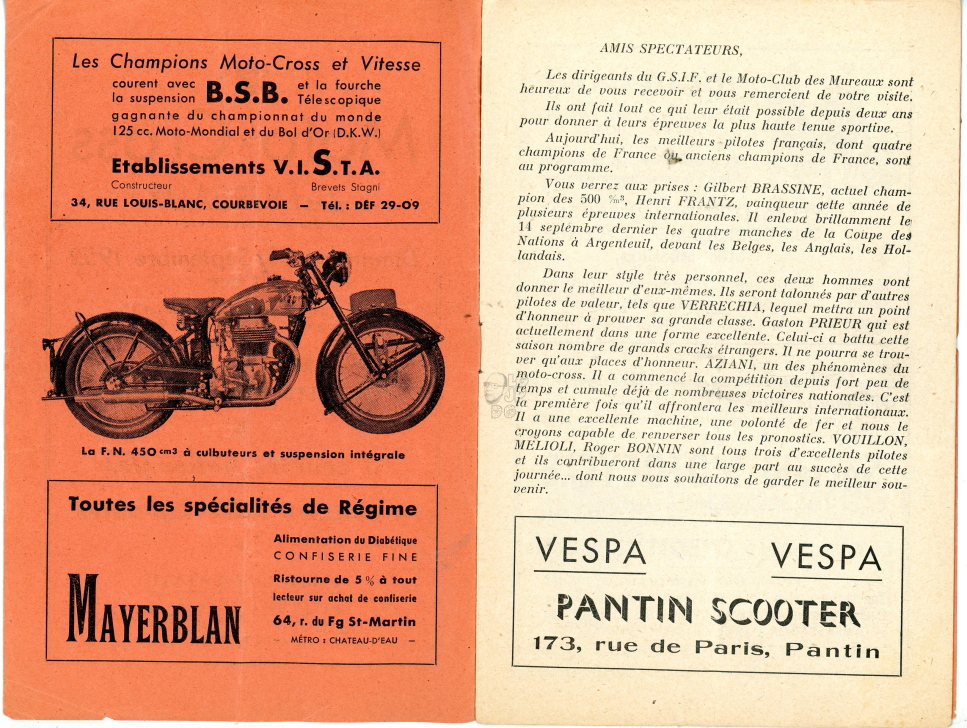 Les Champions Moto-Cross et Vitesse
courent avec B.S.B. et la fourche
la suspension Télescopique
gagnante du championnat du monde
125 cc. Moto-Mondial et du Bol d'Or (D.K.W.)
Etablissements V.I.S.T.A.
Constructeur Brevets Stagni
34, RUE LOUIS-BLANC, COURBEVOIE — Tél. : DÉF 29-09
La F. N. 450 cm3 à culbuteurs et suspension intégrale
Toutes les spécialités de Régime
MAYERBLAN
Alimentation du Diabétique
CONFISERIE FINE
Ristourne de 5 % à tout
lecteur sur achat de confiserie
64, r. du Fg St-Martin
— MÉTRO : CHATEAU-D'EAU —
AMIS SPECTATEURS,
Les dirigeants du G.S.I.F. et le Moto-Club des Mureaux sont
heureux de vous recevoir et vous remercient de votre visite.
Ils ont fait tout ce qui leur était possible depuis deux ans
pour donner à leurs épreuves la plus haute tenue sportive.
Aujourd'hui, les meilleurs pilotes français, dont quatre
champions de France ou anciens champions de France, sont
au programme.
Vous verrez aux prises : Gilbert BRASSINE, actuel cham-
pion des 500 cm³, Henri FRANTZ, vainqueur cette année de
plusieurs épreuves internationales. Il enleva brillamment le
14 septembre dernier les quatre manches de la Coupe des
Nations à Argenteuil, devant les Belges, les Anglais, les Hol-
landais.
Dans leur style très personnel, ces deux hommes vont
donner le meilleur d'eux-mêmes. Ils seront talonnés par d'autres
pilotes de valeur, tels que VERRECHIA, lequel mettra un point
d'honneur à prouver sa grande classe. Gaston PRIEUR qui est
actuellement dans une forme excellente. Celui-ci a battu cette
saison nombre de grands cracks étrangers. Il ne pourra se trou-
ver qu'aux places d'honneur. AZIANI, un des phénomènes du
moto-cross. Il a commencé la compétition depuis fort peu de
temps et cumule déjà de nombreuses victoires nationales. C'est
la première fois qu'il affrontera les meilleurs internationaux.
Il a une excellente machine, une volonté de fer et nous le
croyons capable de renverser tous les pronostics. VOUILLON,
MELIOLI, Roger BONNIN sont tous trois d'excellents pilotes
et ils contribueront dans une large part au succès de cette
journée... dont nous vous souhaitons de garder le meilleur sou-
venir.
VESPA VESPA
PANTIN SCOOTER
173, rue de Paris, Pantin